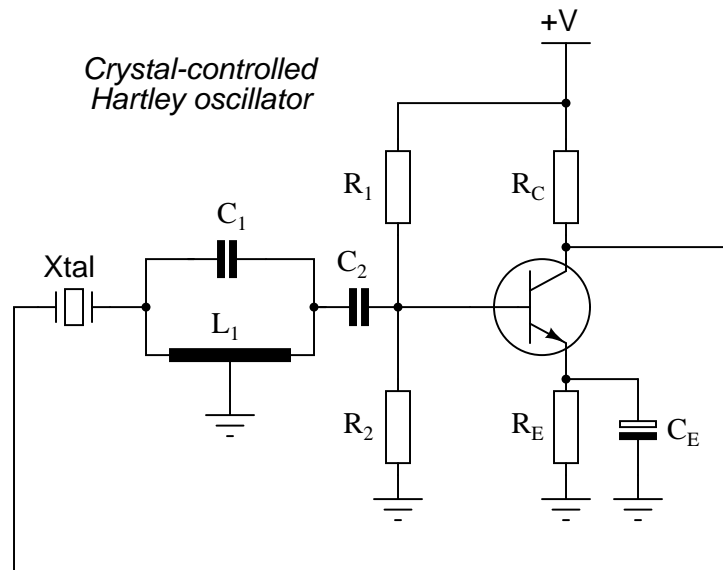 +V
Crystal-controlled
Hartley oscillator
R1
RC
C1
Xtal
C2
L1
R2
RE
CE